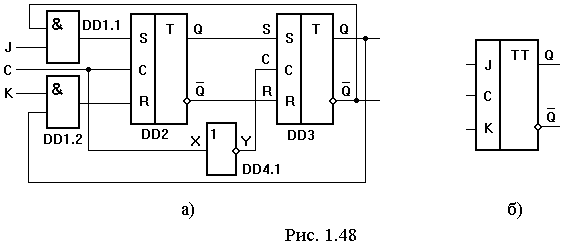 & DD1.1
J
C
K
& DD1.2
S T Q
C
R Q̅
DD2
X 1 Y
DD4.1
S S T Q
C C
R R Q̅
DD3
TT
J Q
C
K Q̅
а) б)
Рис. 1.48